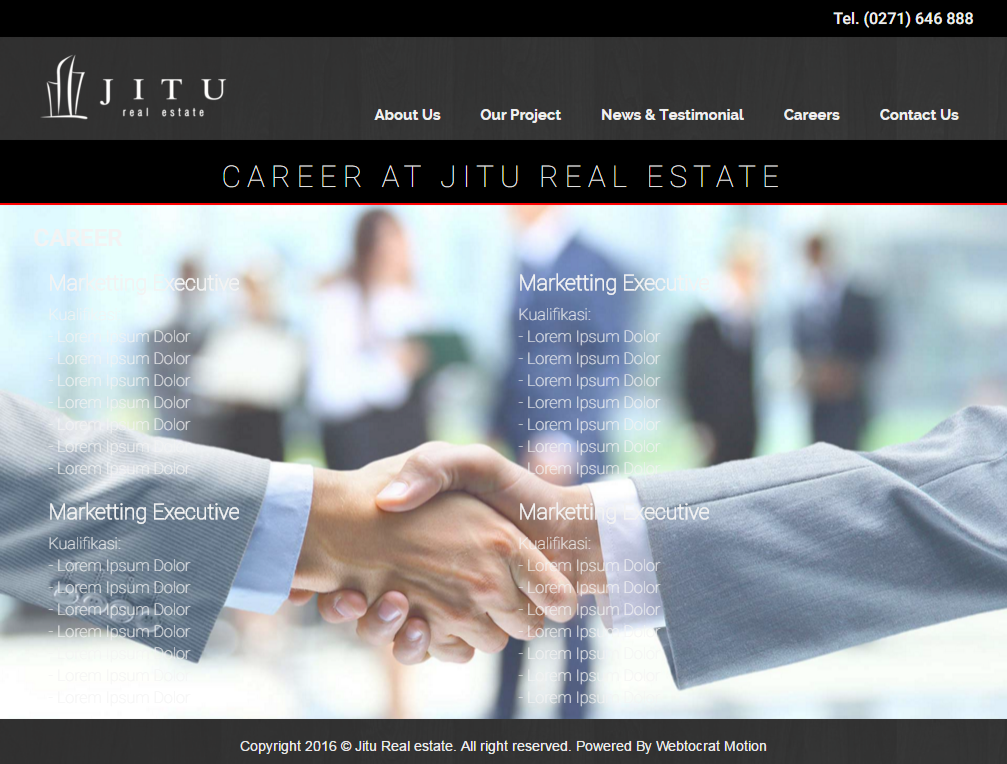 Tel. (0271) 646 888
JITU
real estate
About Us Our Project News & Testimonial Careers Contact Us
CAREER AT JITU REAL ESTATE
CAREER
Marketting Executive
Kualifikasi:
- Lorem Ipsum Dolor
- Lorem Ipsum Dolor
- Lorem Ipsum Dolor
- Lorem Ipsum Dolor
- Lorem Ipsum Dolor
- Lorem Ipsum Dolor
- Lorem Ipsum Dolor
Marketting Executive
Kualifikasi:
- Lorem Ipsum Dolor
- Lorem Ipsum Dolor
- Lorem Ipsum Dolor
- Lorem Ipsum Dolor
- Lorem Ipsum Dolor
- Lorem Ipsum Dolor
- Lorem Ipsum Dolor
Marketting Executive
Kualifikasi:
- Lorem Ipsum Dolor
- Lorem Ipsum Dolor
- Lorem Ipsum Dolor
- Lorem Ipsum Dolor
- Lorem Ipsum Dolor
- Lorem Ipsum Dolor
- Lorem Ipsum Dolor
Marketting Executive
Kualifikasi:
- Lorem Ipsum Dolor
- Lorem Ipsum Dolor
- Lorem Ipsum Dolor
- Lorem Ipsum Dolor
- Lorem Ipsum Dolor
- Lorem Ipsum Dolor
- Lorem Ipsum Dolor
Copyright 2016 © Jitu Real estate. All right reserved. Powered By Webtocrat Motion